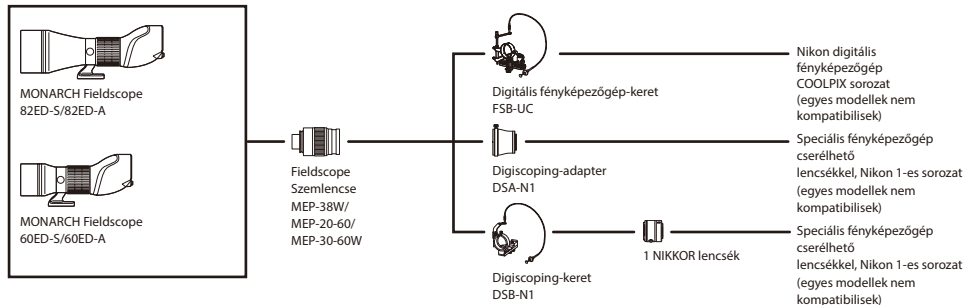 MONARCH Fieldscope
82ED-S/82ED-A
MONARCH Fieldscope
60ED-S/60ED-A
Fieldscope
Szemlencse
MEP-38W/
MEP-20-60/
MEP-30-60W
Digitális fényképezőgép-keret
FSB-UC
Digiscoping-adapter
DSA-N1
Digiscoping-keret
DSB-N1
1 NIKKOR lencsék
Nikon digitális
fényképezőgép
COOLPIX sorozat
(egyes modellek nem
kompatibilisek)
Speciális fényképezőgép
cserélhető
lencsékkel, Nikon 1-es sorozat
(egyes modellek nem
kompatibilisek)
Speciális fényképezőgép
cserélhető
lencsékkel, Nikon 1-es sorozat
(egyes modellek nem
kompatibilisek)